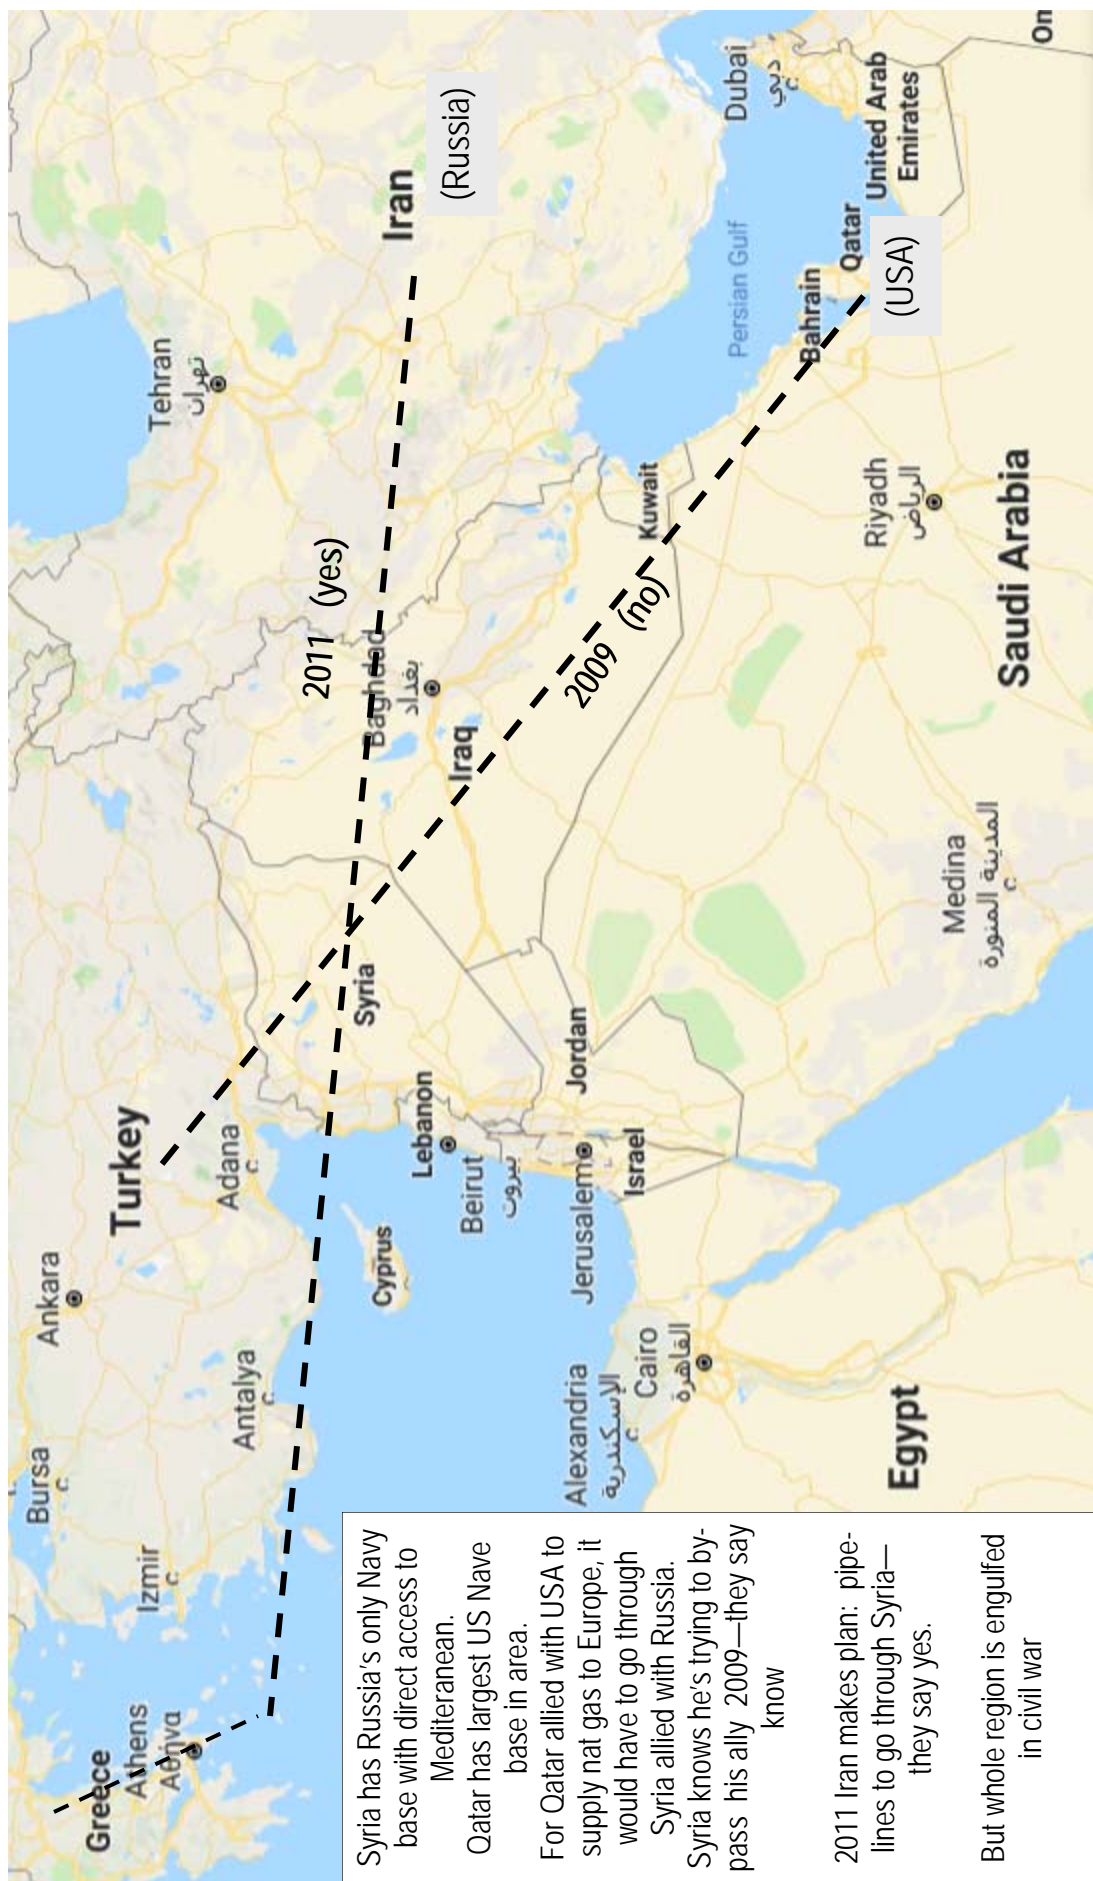 Bursa
Ankara
Greece
Turkey
Athens
Αθήνα
Izmir
Tehran
تهران
Adana
Antalya
2011 (yes)
Syria
Baghdad
بغداد
Cyprus
Iran
(Russia)
Lebanon
Iraq
Beirut
بيروت
Jordan
Jerusalem
Israel
2009 (no)
Kuwait
Alexandria
الإسكندرية
Cairo
القاهرة
Persian Gulf
Dubai
دبي
Bahrain
Qatar
(USA)
United Arab
Emirates
Riyadh
الرياض
Egypt
Medina
المدينة المنورة
Saudi Arabia
On
Syria has Russia's only Navy
base with direct access to
Mediteranean.
Qatar has largest US Nave
base in area.
For Qatar allied with USA to
supply nat gas to Europe, it
would have to go through
Syria allied with Russia.
Syria knows he's trying to by-
pass his ally 2009—they say
know
2011 Iran makes plan: pipe-
lines to go through Syria—
they say yes.
But whole region is engulfed
in civil war